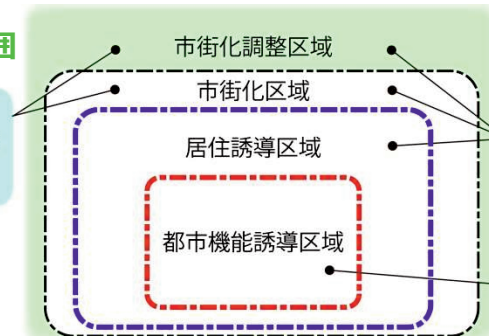 囲
市街化調整区域
市街化区域
居住誘導区域
都市機能誘導区域